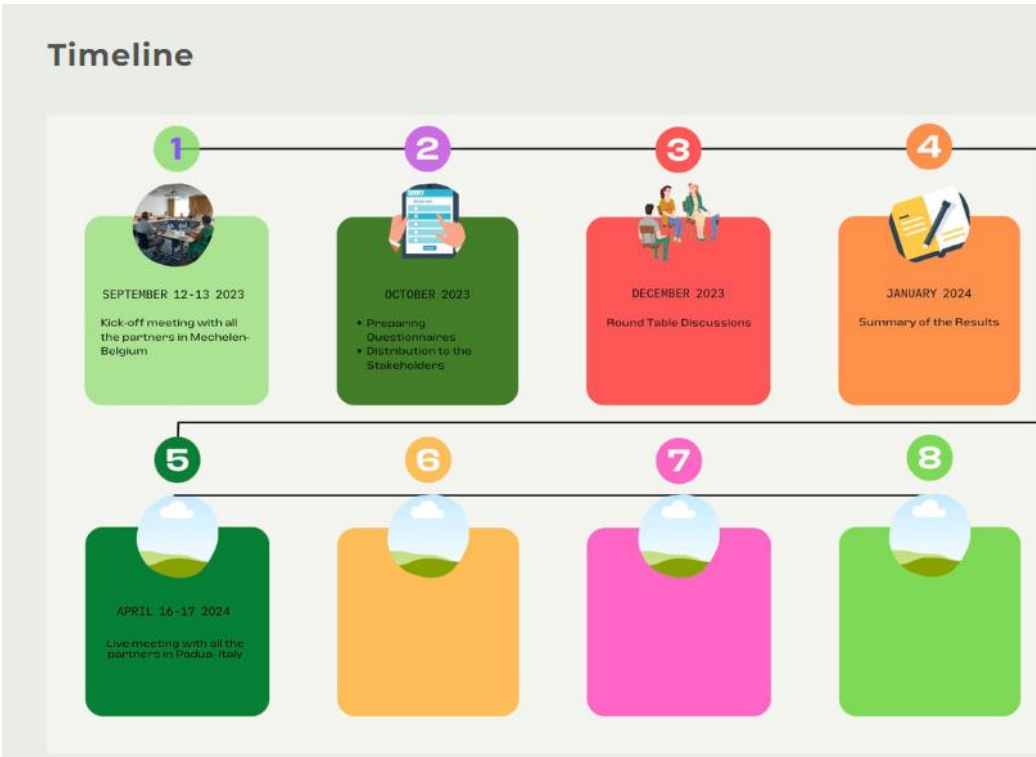 Timeline
1
2
3
4
SEPTEMBER 12-13 2023
Kick-off meeting with all
the partners in Mechelen-
Belgium
OCTOBER 2023
• Preparing
Questionnaires
• Distribution to the
Stakeholders
DECEMBER 2023
Round Table Discussions
JANUARY 2024
Summary of the Results
5
6
7
8
APRIL 16-17 2024
Live meeting with all the
partners in Padua- Italy